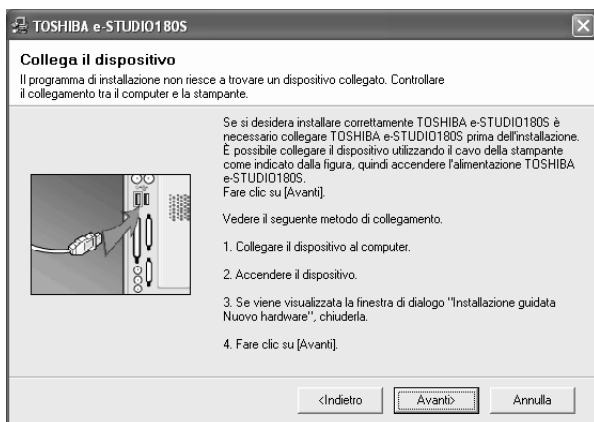 TOSHIBA e-STUDIO180S
Collega il dispositivo
Il programma di installazione non riesce a trovare un dispositivo collegato. Controllare
il collegamento tra il computer e la stampante.
Se si desidera installare correttamente TOSHIBA e-STUDIO180S è
necessario collegare TOSHIBA e-STUDIO180S prima dell'installazione.
È possibile collegare il dispositivo utilizzando il cavo della stampante
come indicato dalla figura, quindi accendere l'alimentazione TOSHIBA
e-STUDIO180S.
Fare clic su [Avanti].
Vedere il seguente metodo di collegamento.
1. Collegare il dispositivo al computer.
2. Accendere il dispositivo.
3. Se viene visualizzata la finestra di dialogo "Installazione guidata
Nuovo hardware", chiuderla.
4. Fare clic su [Avanti].
<Indietro
Avanti>
Annulla